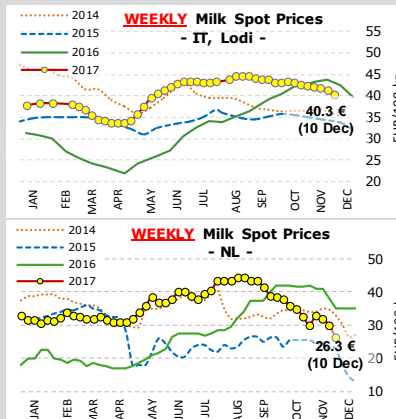 WEEKLY Milk Spot Prices
- IT, Lodi -
2014
2015
2016
2017
55
50
45
40
35
30
25
20
40.3 €
(10 Dec)
JAN
FEB
MAR
APR
MAY
JUN
JUL
AUG
SEP
OCT
NOV
DEC
WEEKLY Milk Spot Prices
- NL -
2014
2015
2016
2017
50
40
30
20
10
26.3 €
(10 Dec)
JAN
FEB
MAR
APR
MAY
JUN
JUL
AUG
SEP
OCT
NOV
DEC